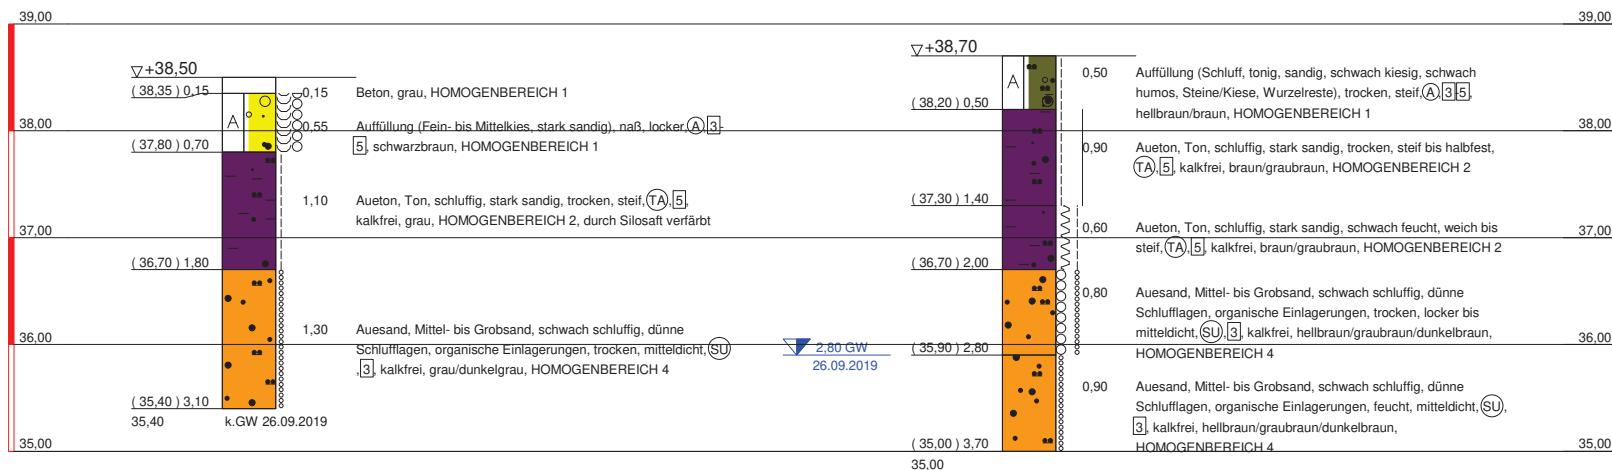 39,00
39,00
+38,70
+38,50
( 38,35 ) 0,15
0,15
Beton, grau, HOMOGENBEREICH 1
A
0,55
Auffüllung (Fein- bis Mittelkies, stark sandig), naß, locker, A, 3-
5, schwarzbraun, HOMOGENBEREICH 1
38,00
( 37,80 ) 0,70
1,10
Aueton, Ton, schluffig, stark sandig, trocken, steif, TA, 5,
kalkfrei, grau, HOMOGENBEREICH 2, durch Silosaft verfärbt
37,00
( 36,70 ) 1,80
1,30
Auesand, Mittel- bis Grobsand, schwach schluffig, dünne
Schlufflagen, organische Einlagerungen, trocken, mitteldicht, SU
, 3, kalkfrei, grau/dunkelgrau, HOMOGENBEREICH 4
36,00
( 35,40 ) 3,10
35,40
k.GW 26.09.2019
35,00
2,80 GW
26.09.2019
A
0,50
Auffüllung (Schluff, tonig, sandig, schwach kiesig, schwach
humos, Steine/Kiese, Wurzelreste), trocken, steif, A, 3-5,
hellbraun/braun, HOMOGENBEREICH 1
( 38,20 ) 0,50
38,00
0,90
Aueton, Ton, schluffig, stark sandig, trocken, steif bis halbfest,
TA, 5, kalkfrei, braun/graubraun, HOMOGENBEREICH 2
( 37,30 ) 1,40
0,60
Aueton, Ton, schluffig, stark sandig, schwach feucht, weich bis
steif, TA, 5, kalkfrei, braun/graubraun, HOMOGENBEREICH 2
37,00
( 36,70 ) 2,00
0,80
Auesand, Mittel- bis Grobsand, schwach schluffig, dünne
Schlufflagen, organische Einlagerungen, trocken, locker bis
mitteldicht, SU, 3, kalkfrei, hellbraun/graubraun/dunkelbraun,
HOMOGENBEREICH 4
36,00
( 35,90 ) 2,80
0,90
Auesand, Mittel- bis Grobsand, schwach schluffig, dünne
Schlufflagen, organische Einlagerungen, feucht, mitteldicht, SU,
3, kalkfrei, hellbraun/graubraun/dunkelbraun,
HOMOGENBEREICH 4
( 35,00 ) 3,70
35,00
35,00